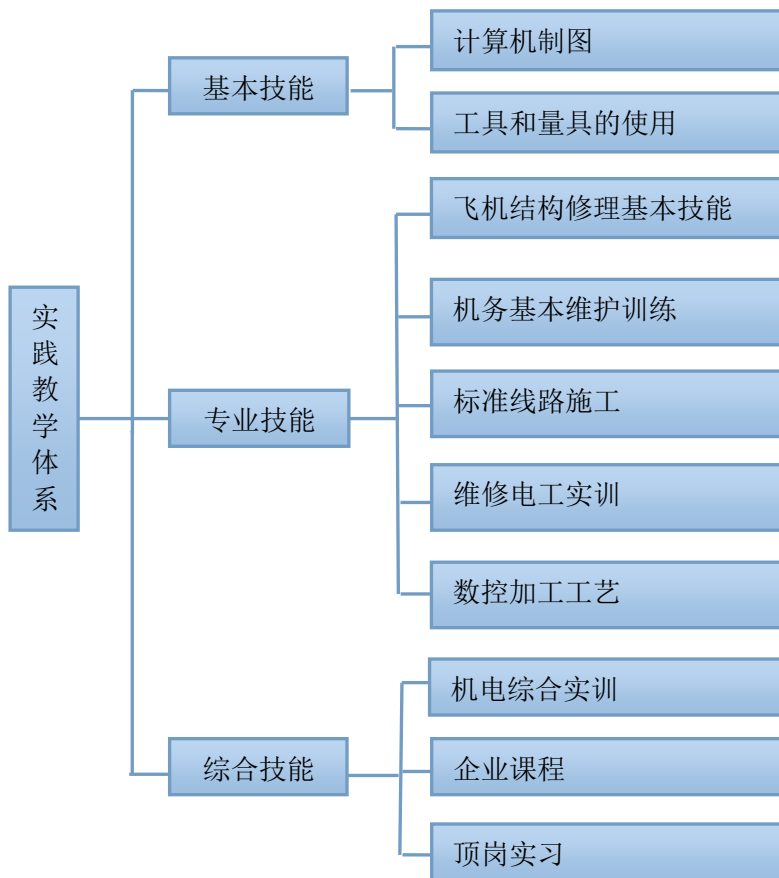 实践教学体系
基本技能
计算机制图
工具和量具的使用
专业技能
飞机结构修理基本技能
机务基本维护训练
标准线路施工
维修电工实训
数控加工工艺
综合技能
机电综合实训
企业课程
顶岗实习